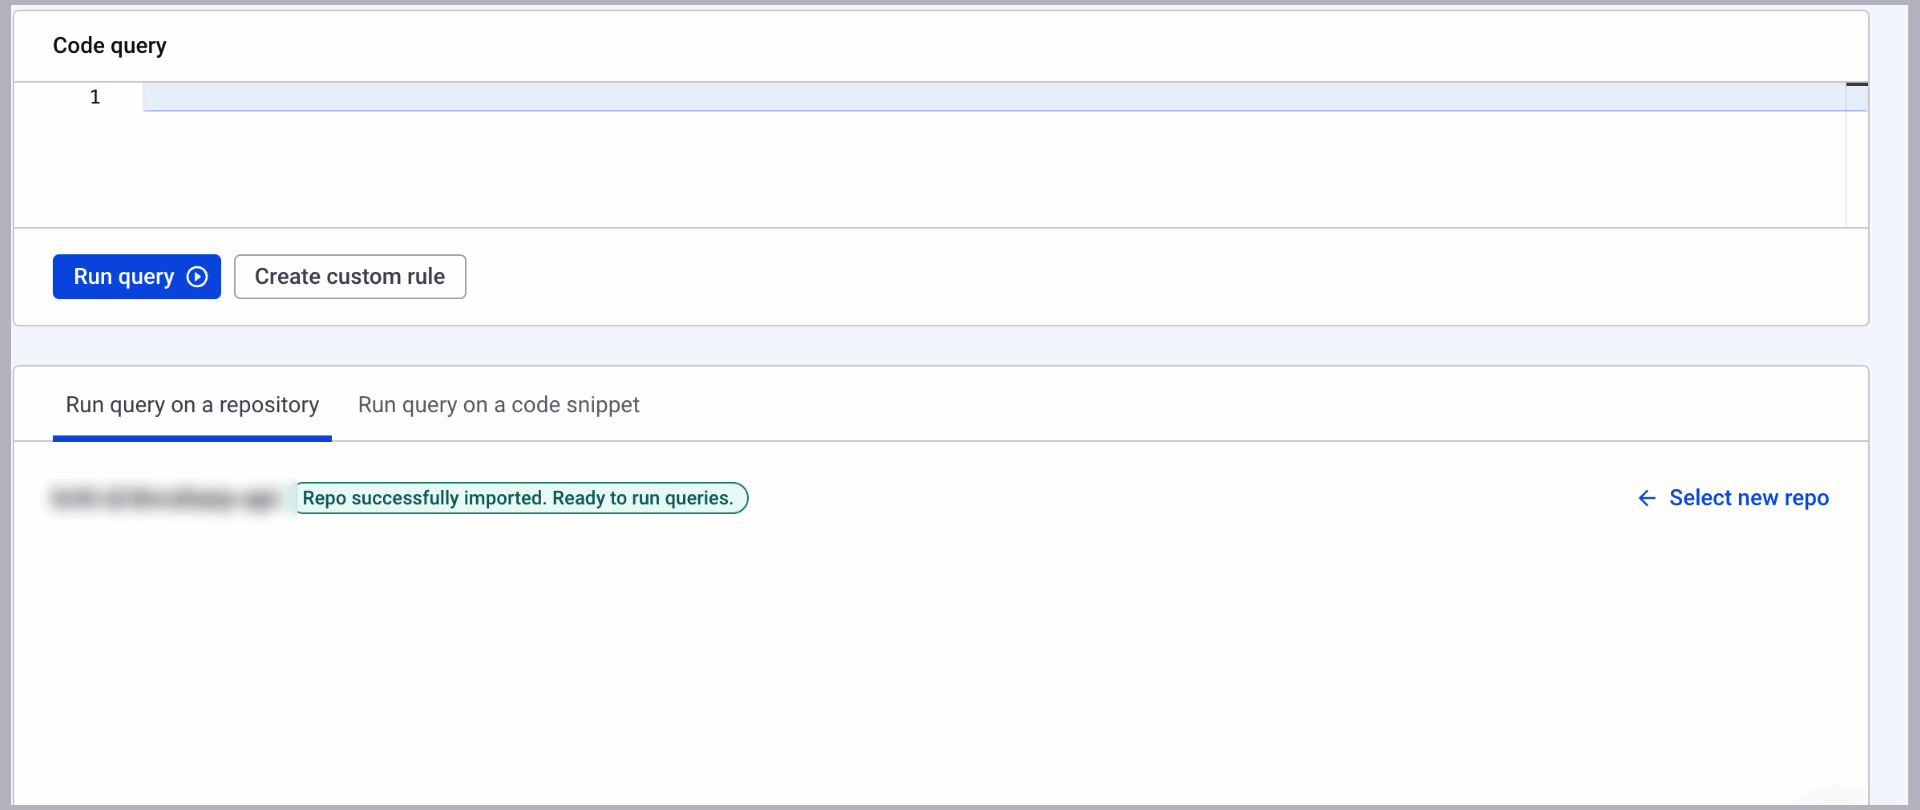 Code query
1
Run query
Create custom rule
Run query on a repository
Run query on a code snippet
Repo successfully imported. Ready to run queries.
Select new repo